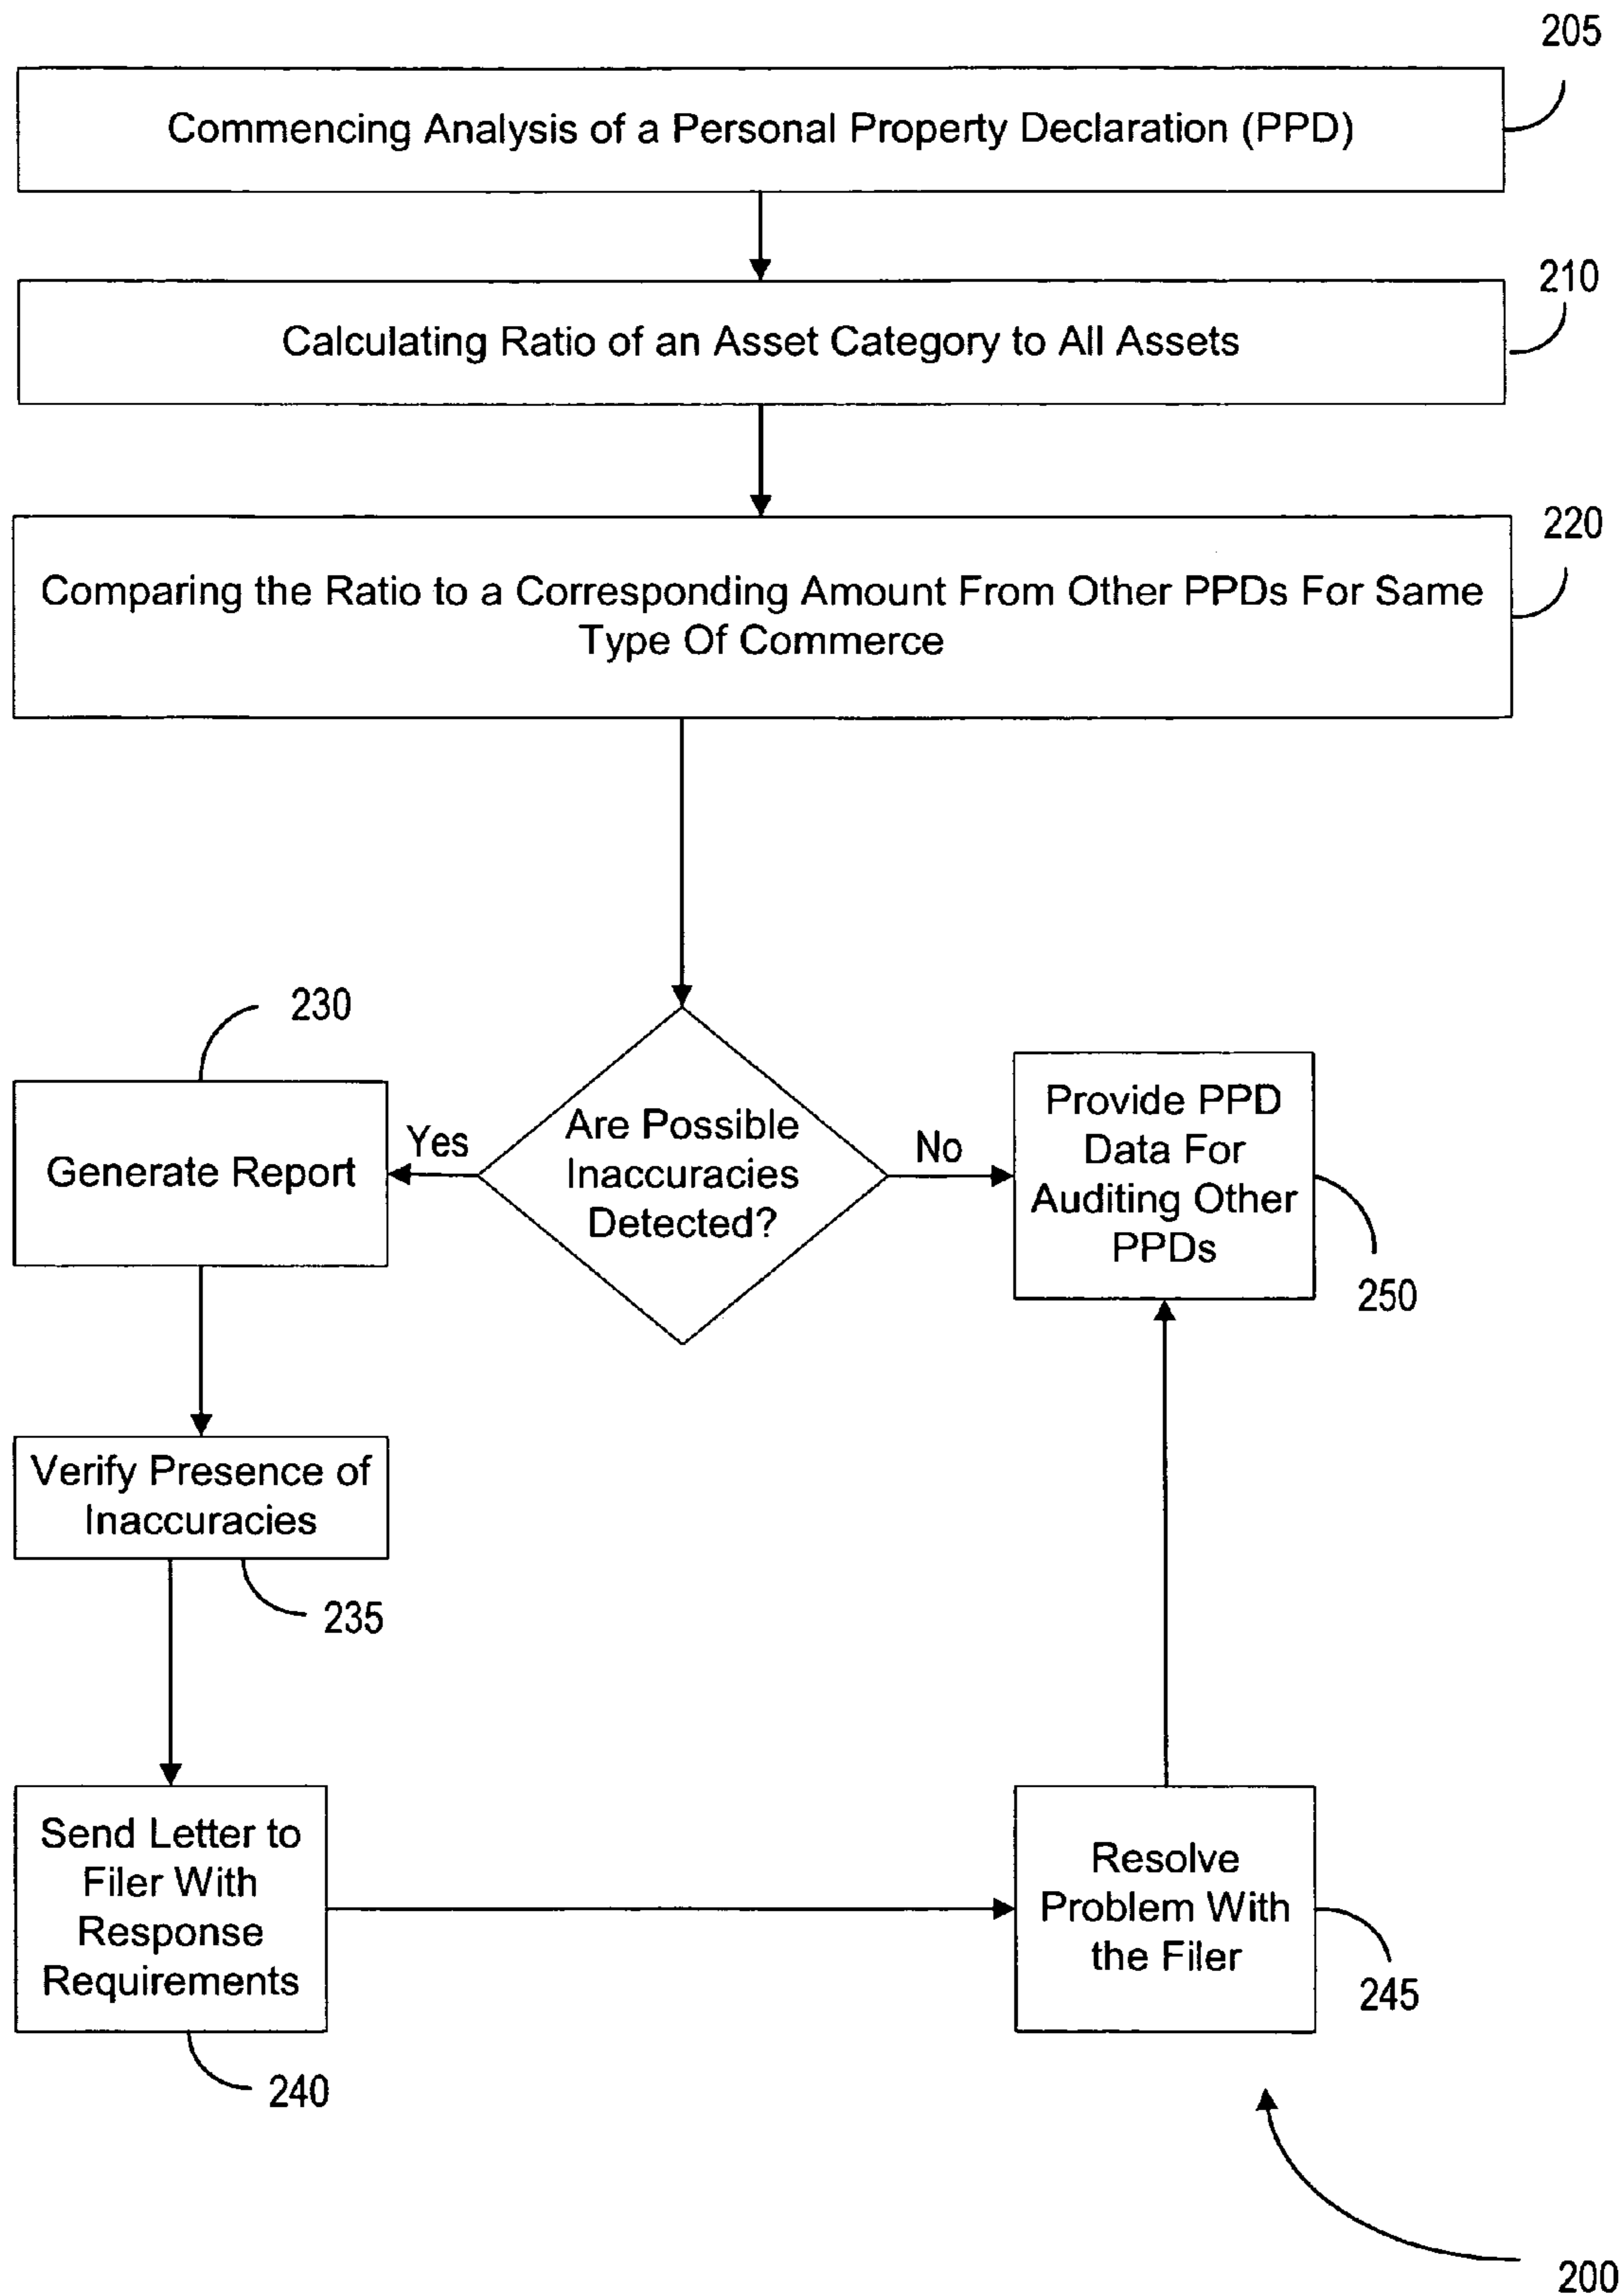 205
Commencing Analysis of a Personal Property Declaration (PPD)
210
Calculating Ratio of an Asset Category to All Assets
220
Comparing the Ratio to a Corresponding Amount From Other PPDs For Same
Type Of Commerce
230
Generate Report
Yes
Are Possible
Inaccuracies
Detected?
No
Provide PPD
Data For
Auditing Other
PPDs
250
Verify Presence of
Inaccuracies
235
Send Letter to
Filer With
Response
Requirements
240
Resolve
Problem With
the Filer
245
200